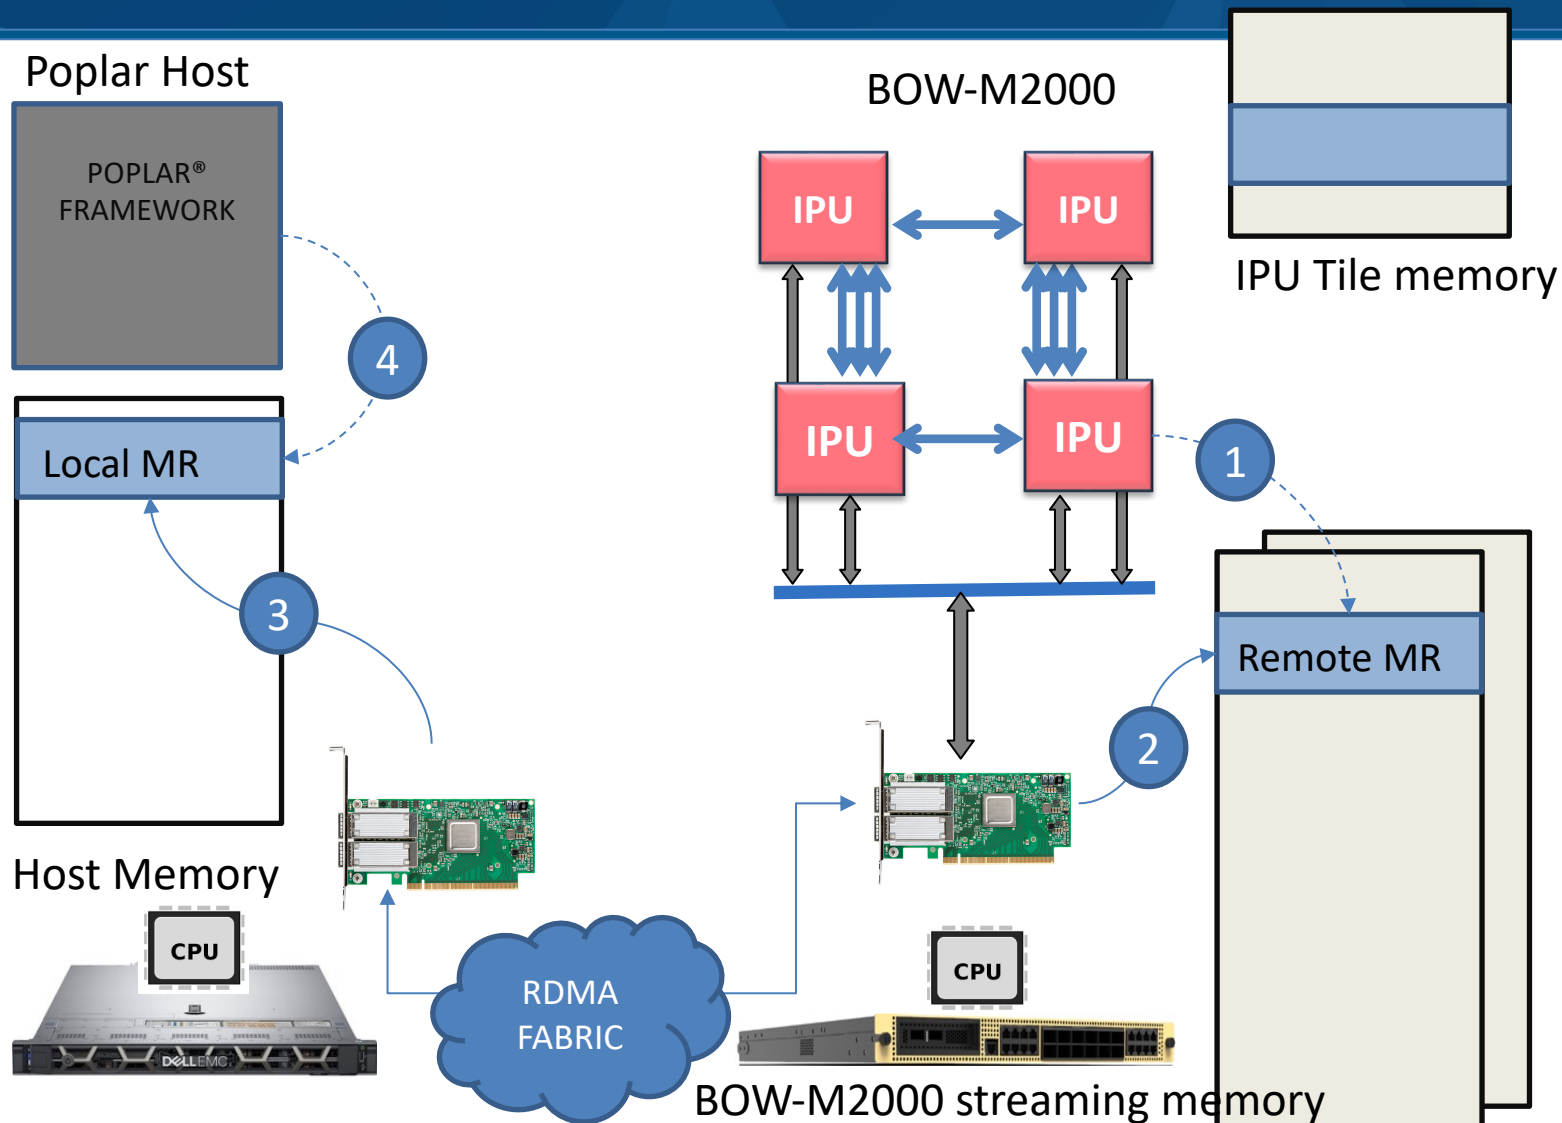 Poplar Host
POPLAR®
FRAMEWORK
4
Local MR
3
Host Memory
CPU
DELLEMC
RDMA
FABRIC
BOW-M2000
IPU
IPU
IPU
IPU
1
IPU Tile memory
Remote MR
2
CPU
BOW-M2000 streaming memory